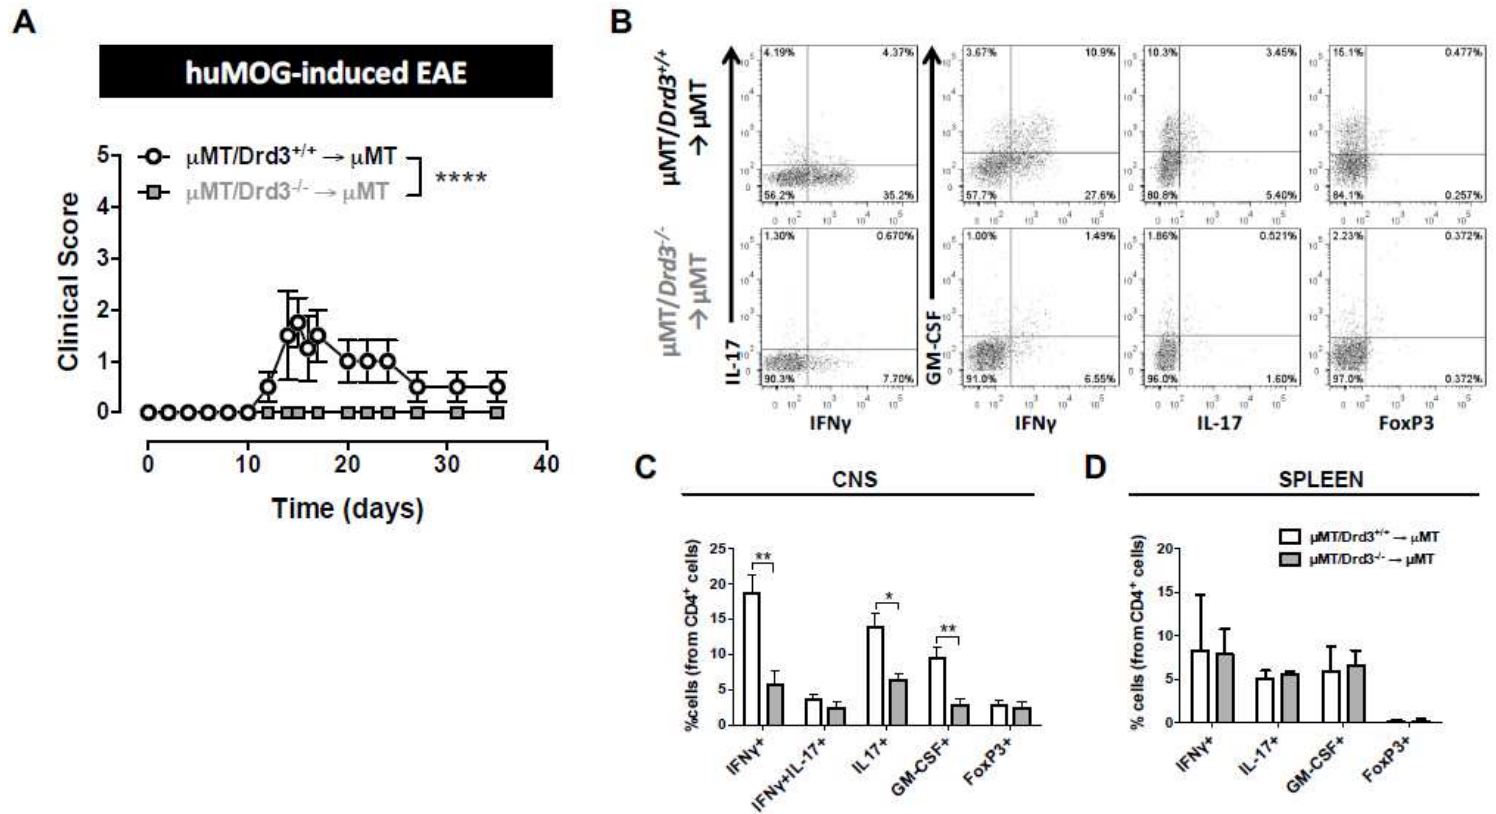 A
huMOG-induced EAE
μMT/Drd3+/+ → μMT
μMT/Drd3-/- → μMT
****
Clinical Score
5
4
3
2
1
0
0 10 20 30 40
Time (days)
B
μMT/Drd3+/+
→ μMT
μMT/Drd3-/-
→ μMT
IL-17
GM-CSF
4.19% 4.37%
56.2% 35.2%
3.67% 10.9%
57.7% 27.6%
10.3% 3.45%
80.8% 5.40%
15.1% 0.477%
84.1% 0.257%
1.30% 0.670%
90.3% 7.70%
1.00% 1.49%
91.0% 6.55%
1.86% 0.521%
96.0% 1.60%
2.23% 0.372%
97.0% 0.372%
0 10² 10³ 10⁴ 10⁵
IFNγ IFNγ IL-17 FoxP3
C
CNS
%cells (from CD4+ cells)
25
20
15
10
5
0
**
*
**
IFNγ+ IFNγ+IL-17+ IL17+ GM-CSF+ FoxP3+
D
SPLEEN
μMT/Drd3+/+ → μMT
μMT/Drd3-/- → μMT
% cells (from CD4+ cells)
20
15
10
5
0
IFNγ+ IL-17+ GM-CSF+ FoxP3+